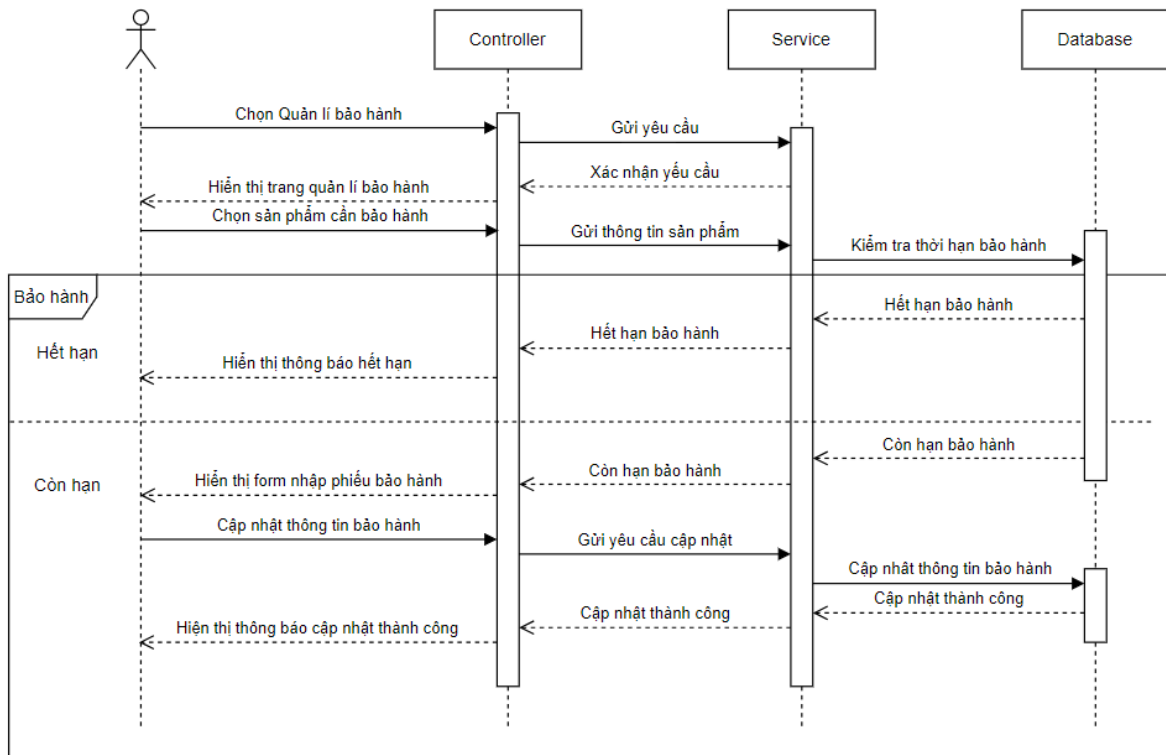 Controller
Service
Database
Chọn Quản lí bảo hành
Gửi yêu cầu
Xác nhận yếu cầu
Hiển thị trang quản lí bảo hành
Chọn sản phẩm cần bảo hành
Gửi thông tin sản phẩm
Kiểm tra thời hạn bảo hành
Bảo hành
Hết hạn bảo hành
Hết hạn bảo hành
Hết hạn
Hiển thị thông báo hết hạn
Còn hạn bảo hành
Còn hạn bảo hành
Còn hạn
Hiển thị form nhập phiếu bảo hành
Cập nhật thông tin bảo hành
Gửi yêu cầu cập nhật
Cập nhât thông tin bảo hành
Cập nhật thành công
Cập nhật thành công
Hiện thị thông báo cập nhật thành công